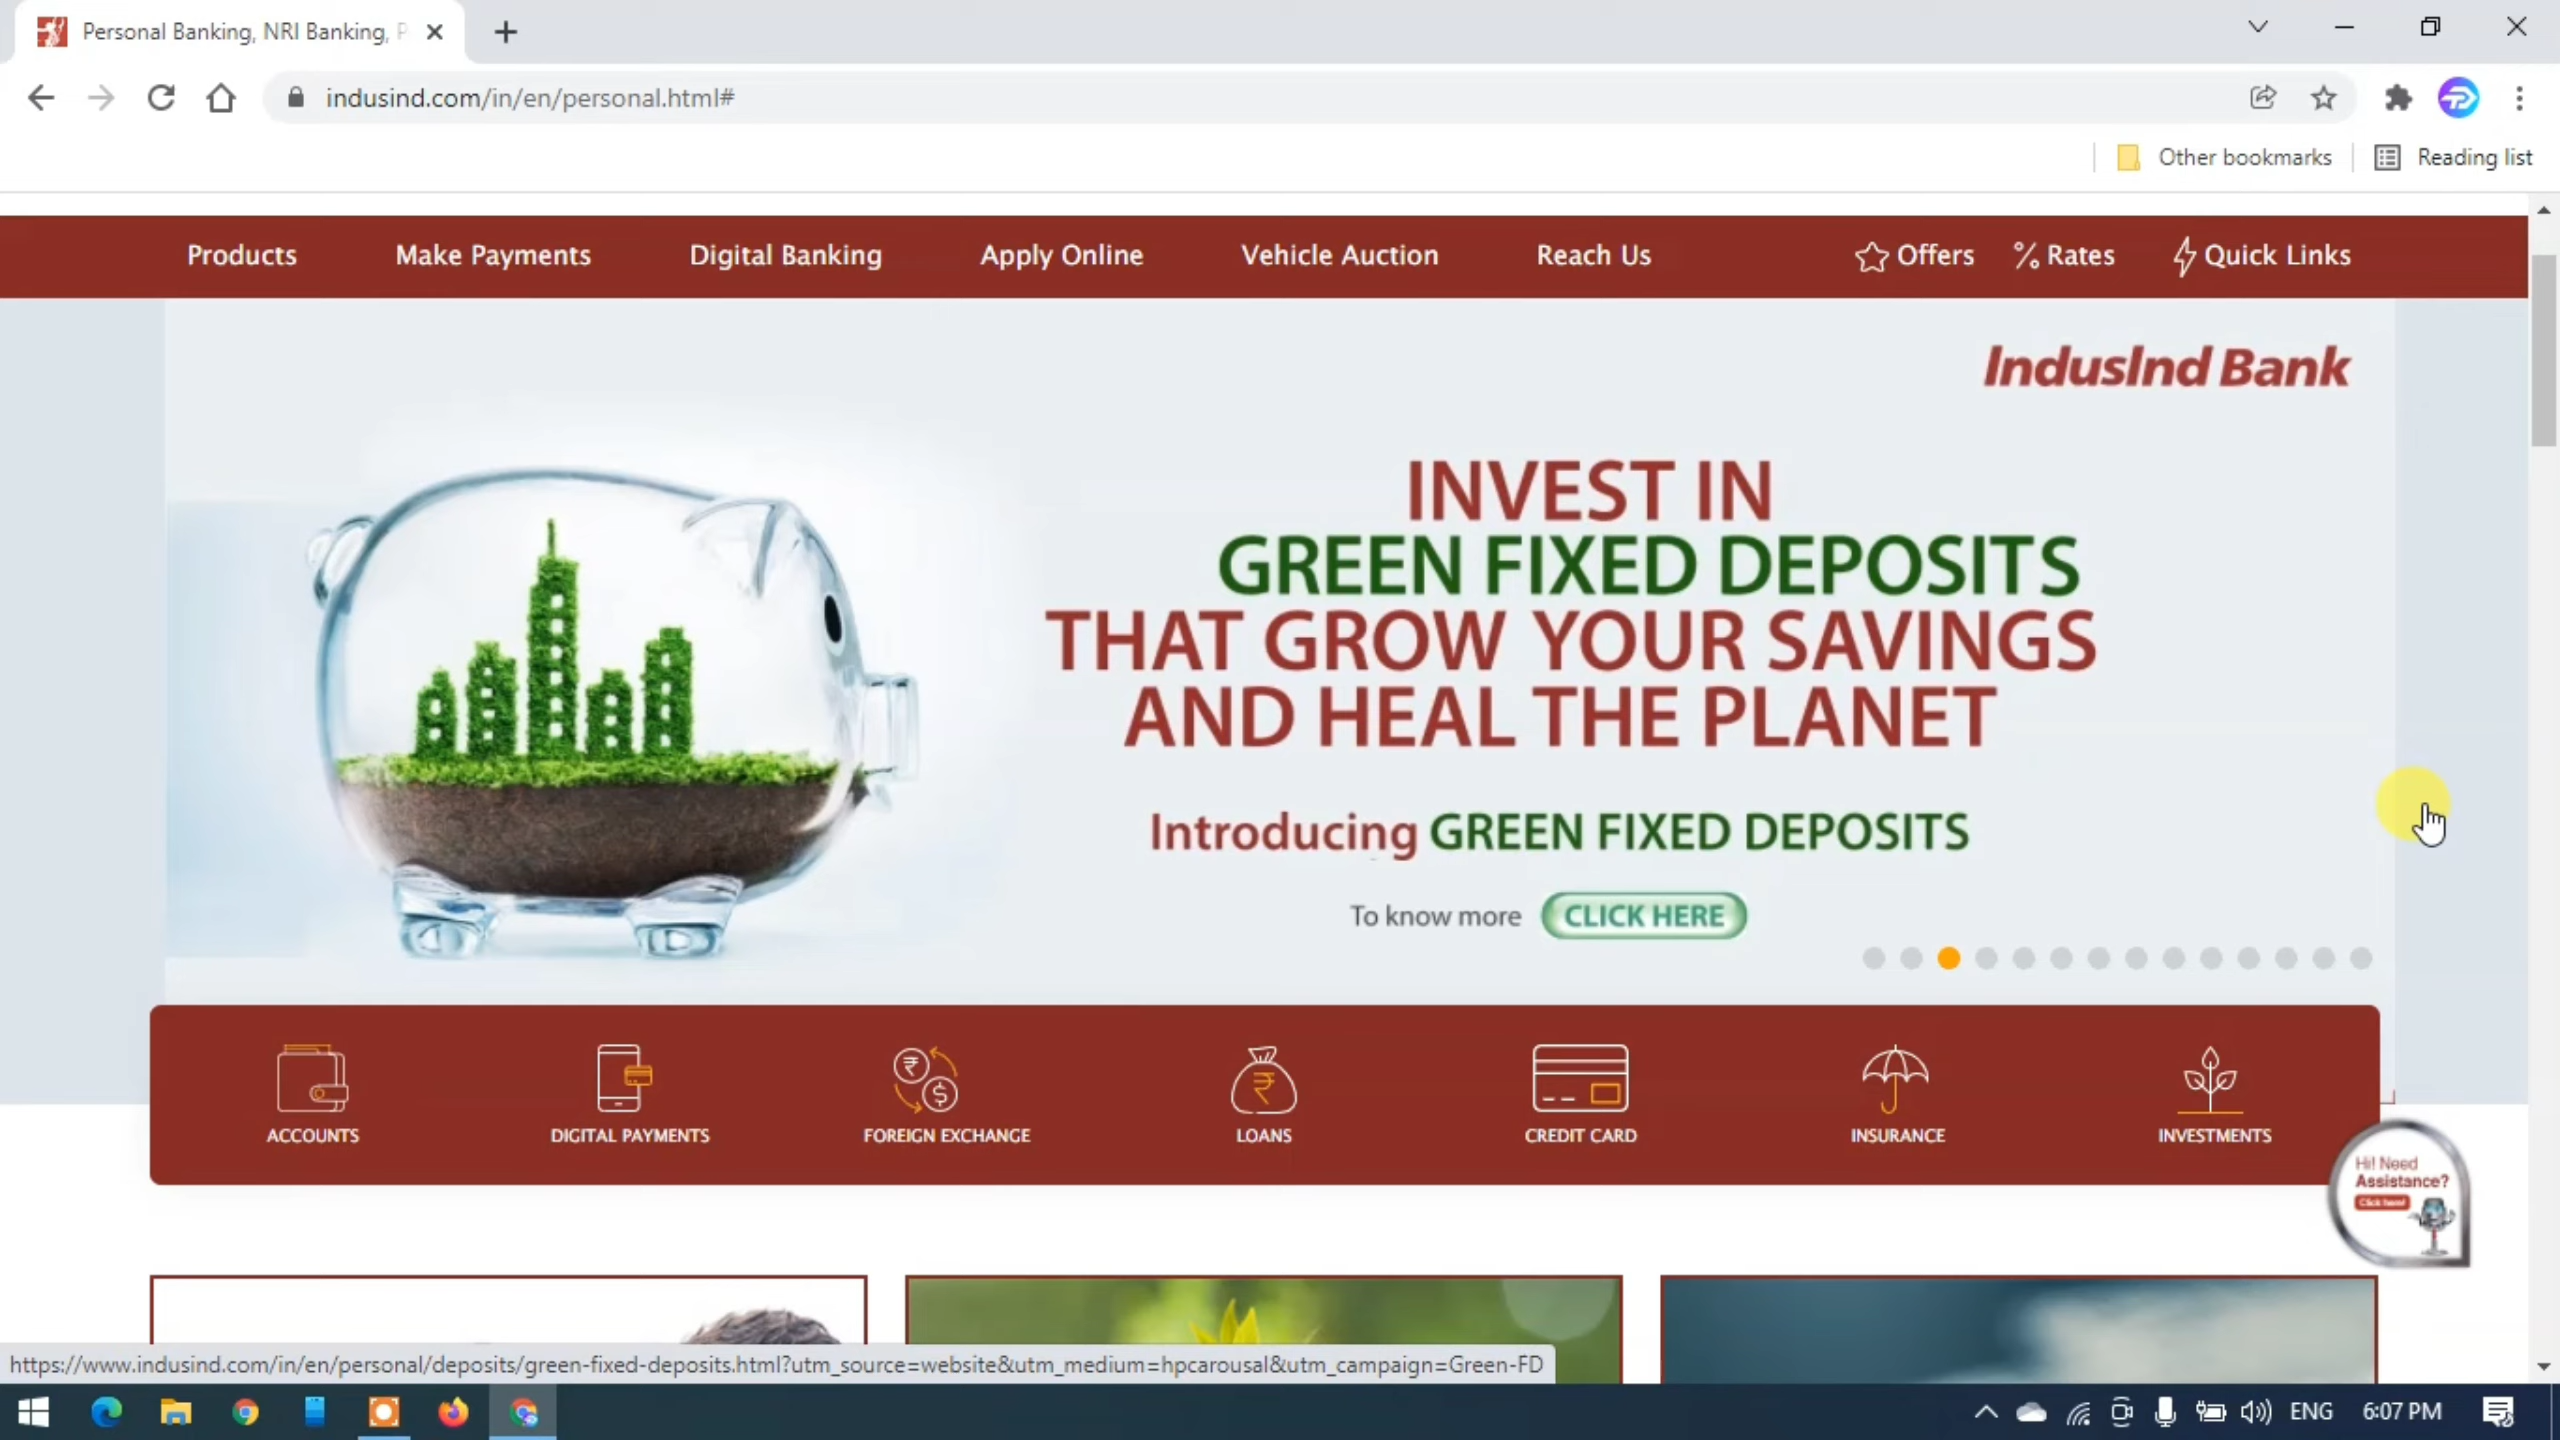 Personal Banking, NRI Banking, P
indusind.com/in/en/personal.html#
Other bookmarks
Reading list
Products
Make Payments
Digital Banking
Apply Online
Vehicle Auction
Reach Us
Offers
Rates
Quick Links
IndusInd Bank
INVEST IN
GREEN FIXED DEPOSITS
THAT GROW YOUR SAVINGS
AND HEAL THE PLANET
Introducing GREEN FIXED DEPOSITS
To know more CLICK HERE
ACCOUNTS
DIGITAL PAYMENTS
FOREIGN EXCHANGE
LOANS
CREDIT CARD
INSURANCE
INVESTMENTS
Hi! Need
Assistance?
Click here!
https://www.indusind.com/in/en/personal/deposits/green-fixed-deposits.html?utm_source=website&utm_medium=hpcarousal&utm_campaign=Green-FD
ENG
6:07 PM